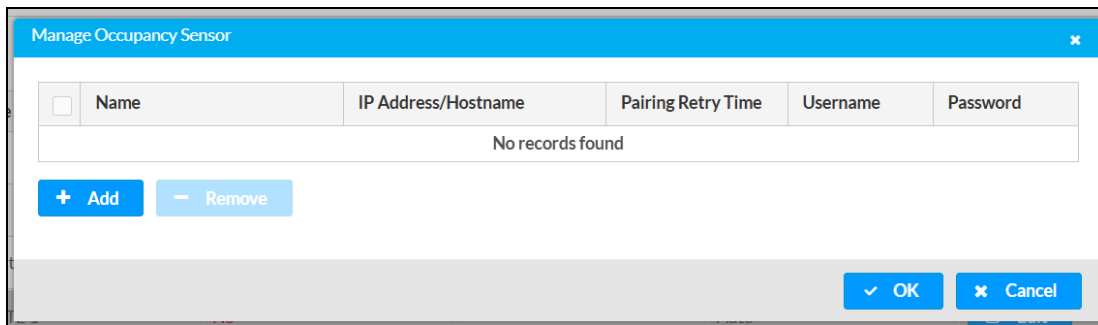 Manage Occupancy Sensor
Name IP Address/Hostname Pairing Retry Time Username Password
No records found
Add Remove
OK Cancel
No